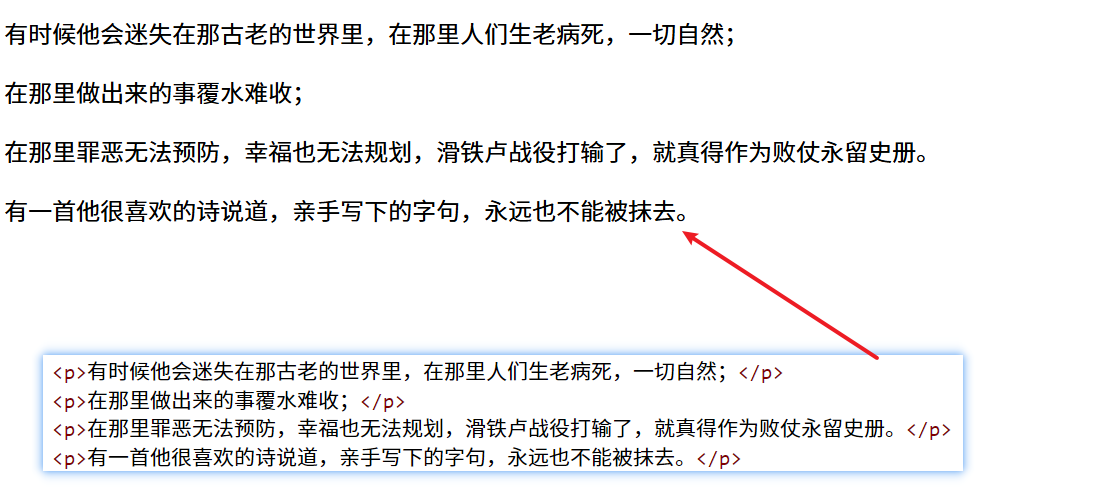 有时候他会迷失在那古老的世界里，在那里人们生老病死，一切自然；
在那里做出来的事覆水难收；
在那里罪恶无法预防，幸福也无法规划，滑铁卢战役打输了，就真得作为败仗永留史册。
有一首他很喜欢的诗说道，亲手写下的字句，永远也不能被抹去。
<p>有时候他会迷失在那古老的世界里，在那里人们生老病死，一切自然；</p>
<p>在那里做出来的事覆水难收；</p>
<p>在那里罪恶无法预防，幸福也无法规划，滑铁卢战役打输了，就真得作为败仗永留史册。</p>
<p>有一首他很喜欢的诗说道，亲手写下的字句，永远也不能被抹去。</p>